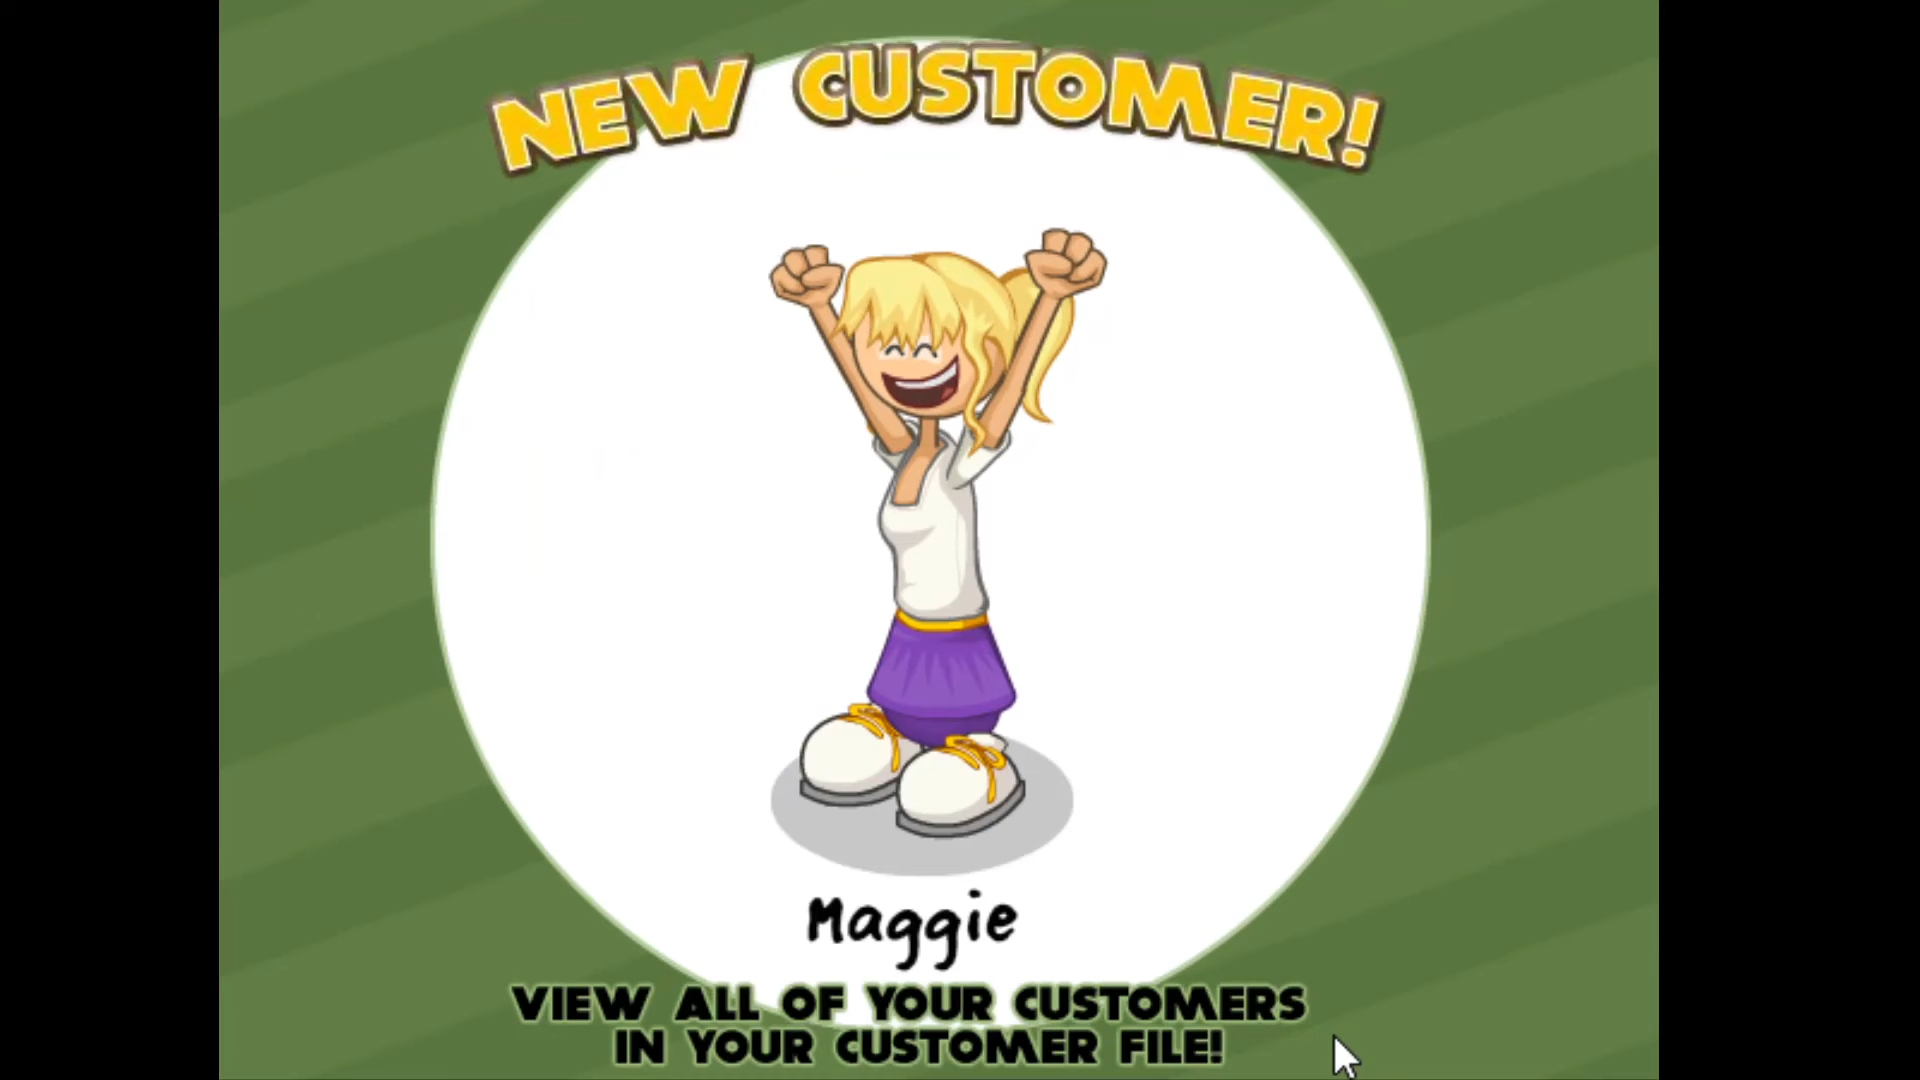 NEW CUSTOMER!
Maggie
VIEW ALL OF YOUR CUSTOMERS
IN YOUR CUSTOMER FILE!